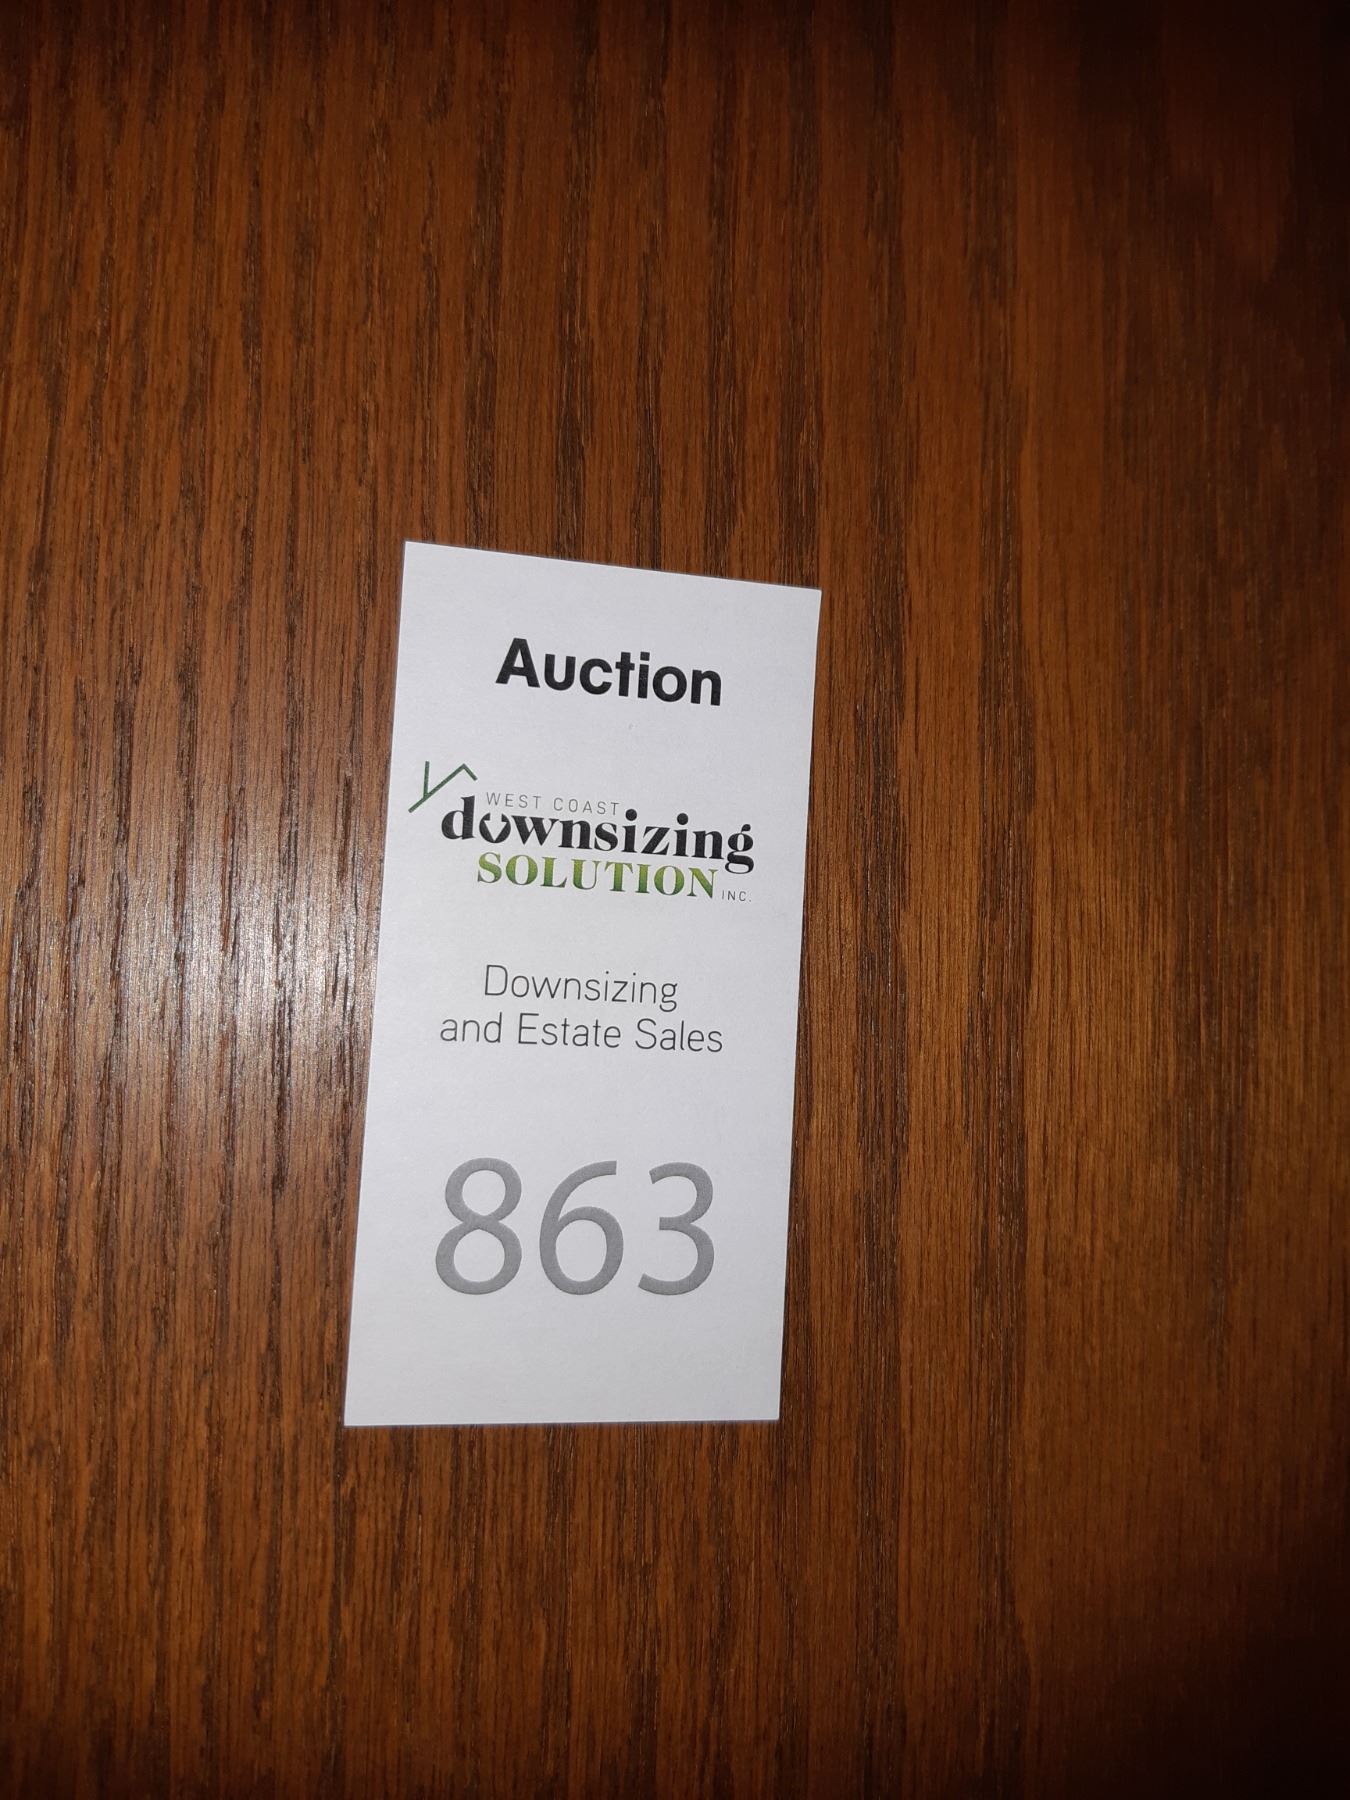 Auction
WEST COAST
downsizing
SOLUTION INC.
Downsizing
and Estate Sales
863